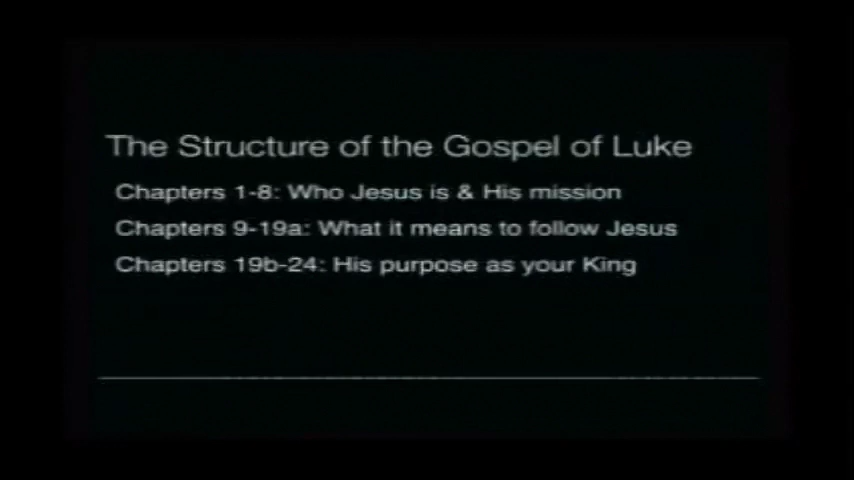 The Structure of the Gospel of Luke
Chapters 1-8: Who Jesus is & His mission
Chapters 9-19a: What it means to follow Jesus
Chapters 19b-24: His purpose as your King